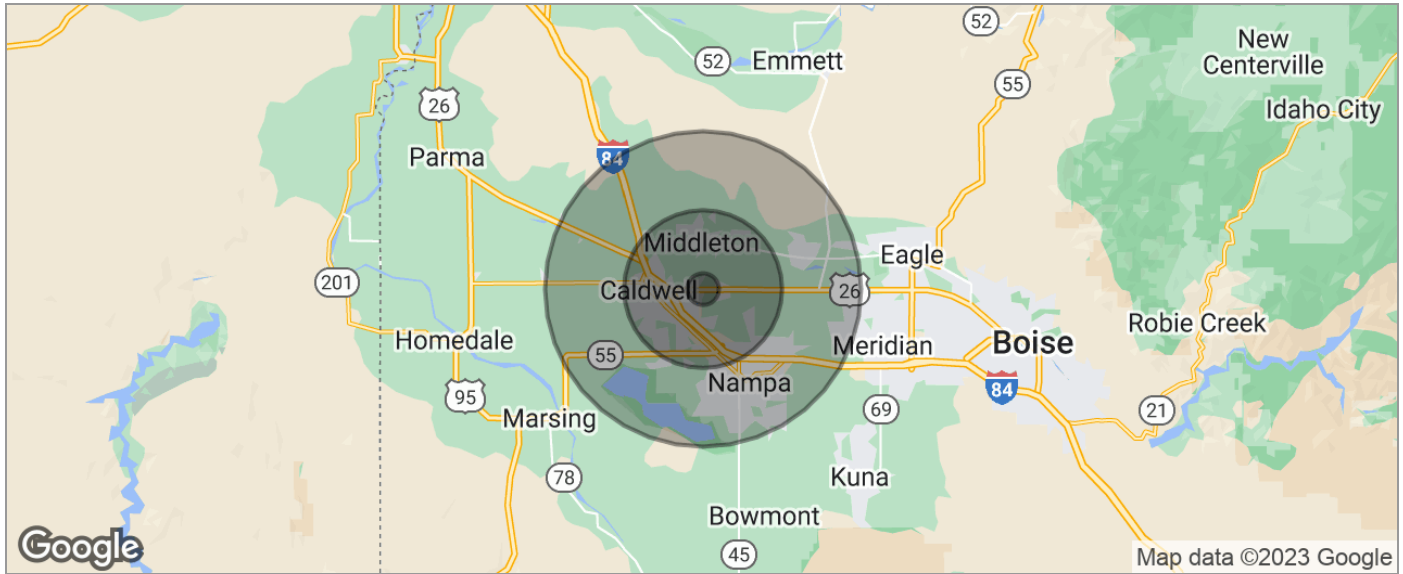 52
New
Centerville
52
Emmett
55
26
Idaho City
Parma
84
Middleton
Eagle
201
Caldwell
26
Robie Creek
Homedale
55
Meridian
Boise
Nampa
95
84
69
21
Marsing
78
Kuna
Bowmont
45
Google
Map data ©2023 Google